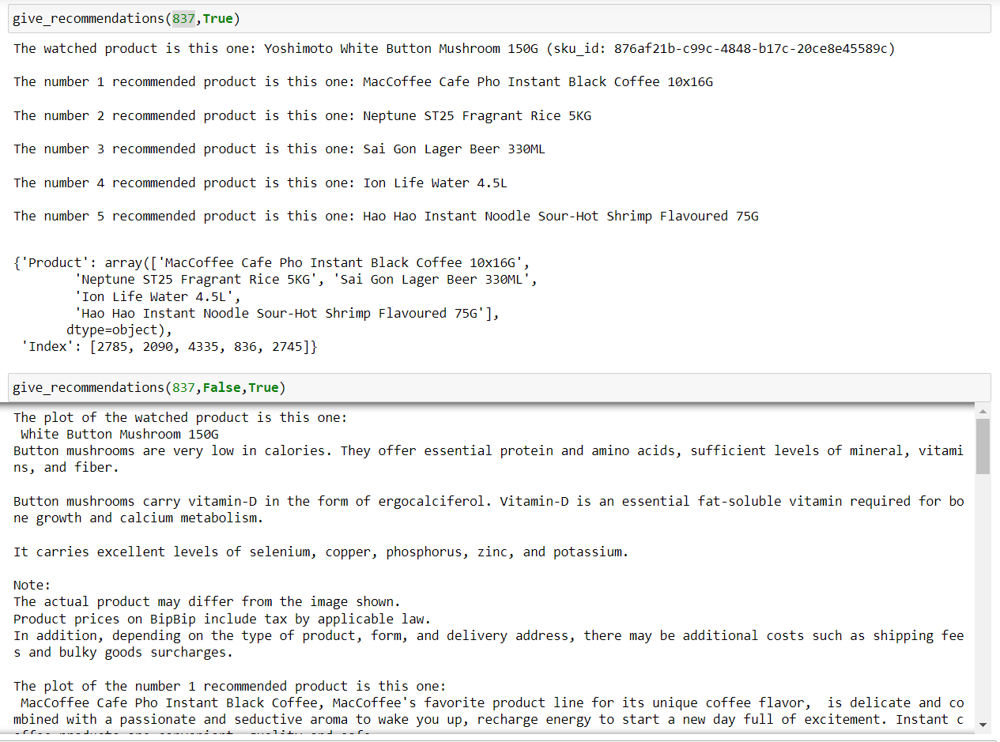 give_recommendations(837,True)
The watched product is this one: Yoshimoto White Button Mushroom 150G (sku_id: 876af21b-c99c-4848-b17c-20ce8e45589c)
The number 1 recommended product is this one: MacCoffee Cafe Pho Instant Black Coffee 10x16G
The number 2 recommended product is this one: Neptune ST25 Fragrant Rice 5KG
The number 3 recommended product is this one: Sai Gon Lager Beer 330ML
The number 4 recommended product is this one: Ion Life Water 4.5L
The number 5 recommended product is this one: Hao Hao Instant Noodle Sour-Hot Shrimp Flavoured 75G
{'Product': array(['MacCoffee Cafe Pho Instant Black Coffee 10x16G',
'Neptune ST25 Fragrant Rice 5KG', 'Sai Gon Lager Beer 330ML',
'Ion Life Water 4.5L',
'Hao Hao Instant Noodle Sour-Hot Shrimp Flavoured 75G'],
dtype=object),
'Index': [2785, 2090, 4335, 836, 2745]}
give_recommendations(837,False,True)
The plot of the watched product is this one:
White Button Mushroom 150G
Button mushrooms are very low in calories. They offer essential protein and amino acids, sufficient levels of mineral, vitami
ns, and fiber.
Button mushrooms carry vitamin-D in the form of ergocalciferol. Vitamin-D is an essential fat-soluble vitamin required for bo
ne growth and calcium metabolism.
It carries excellent levels of selenium, copper, phosphorus, zinc, and potassium.
Note:
The actual product may differ from the image shown.
Product prices on BipBip include tax by applicable law.
In addition, depending on the type of product, form, and delivery address, there may be additional costs such as shipping fee
s and bulky goods surcharges.
The plot of the number 1 recommended product is this one:
MacCoffee Cafe Pho Instant Black Coffee, MacCoffee's favorite product line for its unique coffee flavor,  is delicate and co
mbined with a passionate and seductive aroma to wake you up, recharge energy to start a new day full of excitement. Instant c